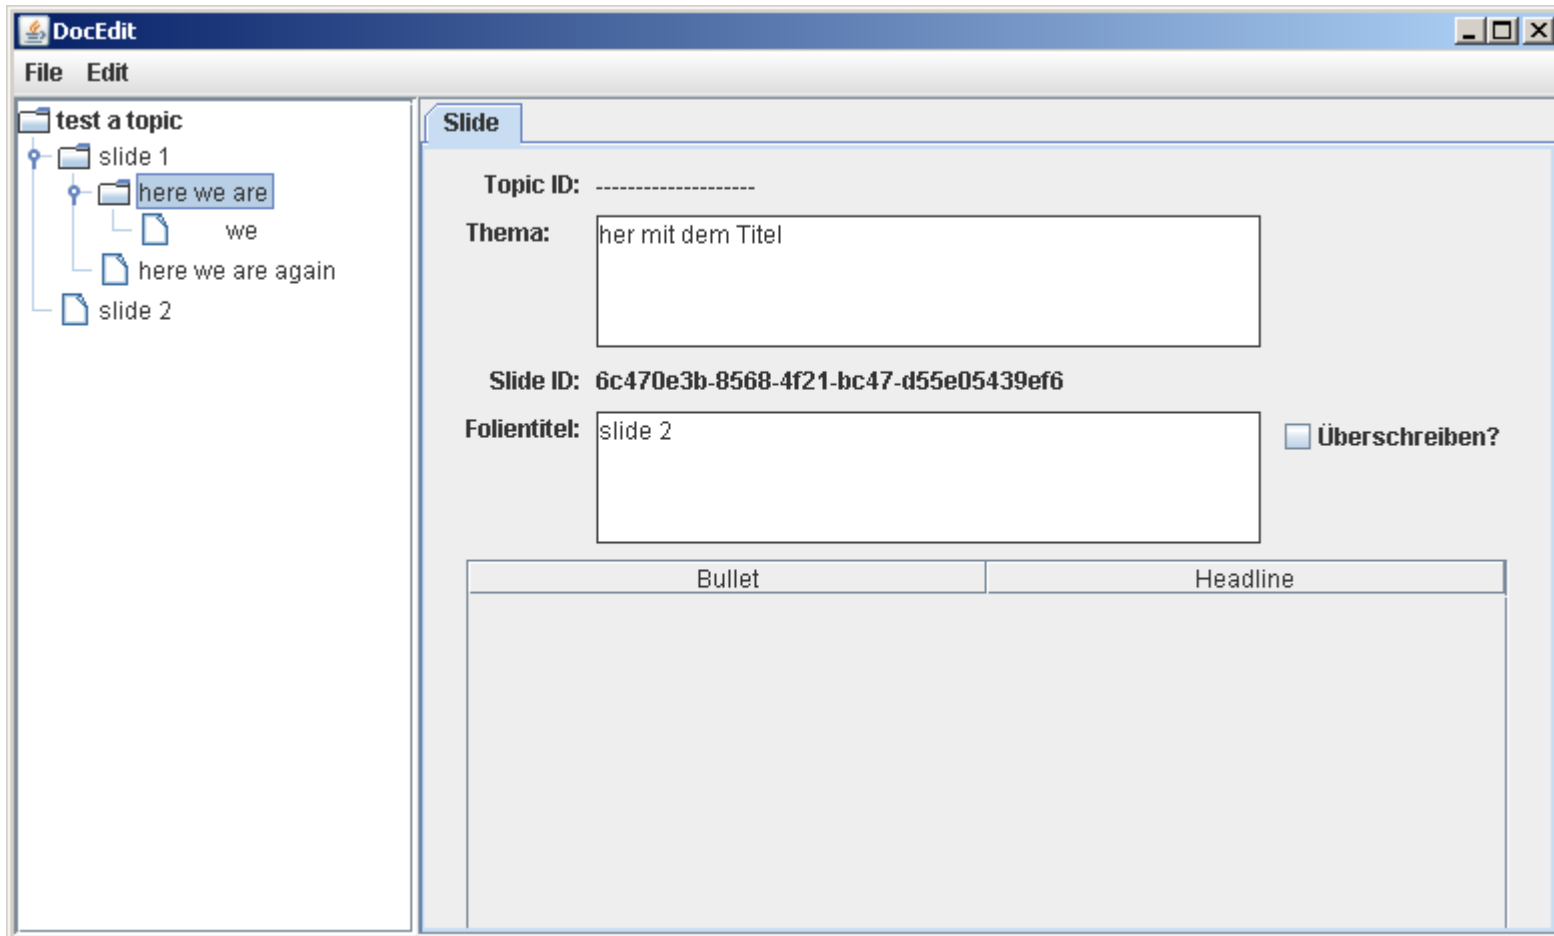 DocEdit
File Edit
test a topic
slide 1
here we are
we
here we are again
slide 2
Slide
Topic ID: --------------------
Thema: her mit dem Titel
Slide ID: 6c470e3b-8568-4f21-bc47-d55e05439ef6
Folientitel: slide 2
Überschreiben?
Bullet Headline